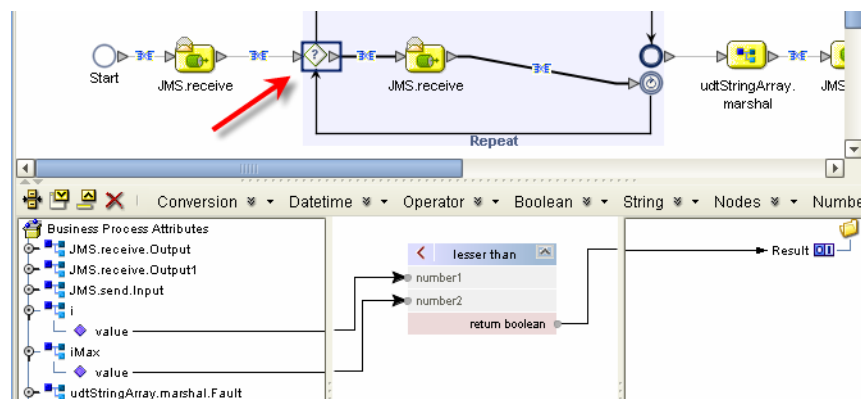 ?
Start
JMS.receive
JMS.receive
udtStringArray.
marshal
JMS
Repeat
Conversion Datetime Operator Boolean String Nodes Numbe
Business Process Attributes
JMS.receive.Output
JMS.receive.Output1
JMS.send.Input
i
value
iMax
value
udtStringArray.marshal.Fault
< lesser than
number1
number2
return boolean
Result